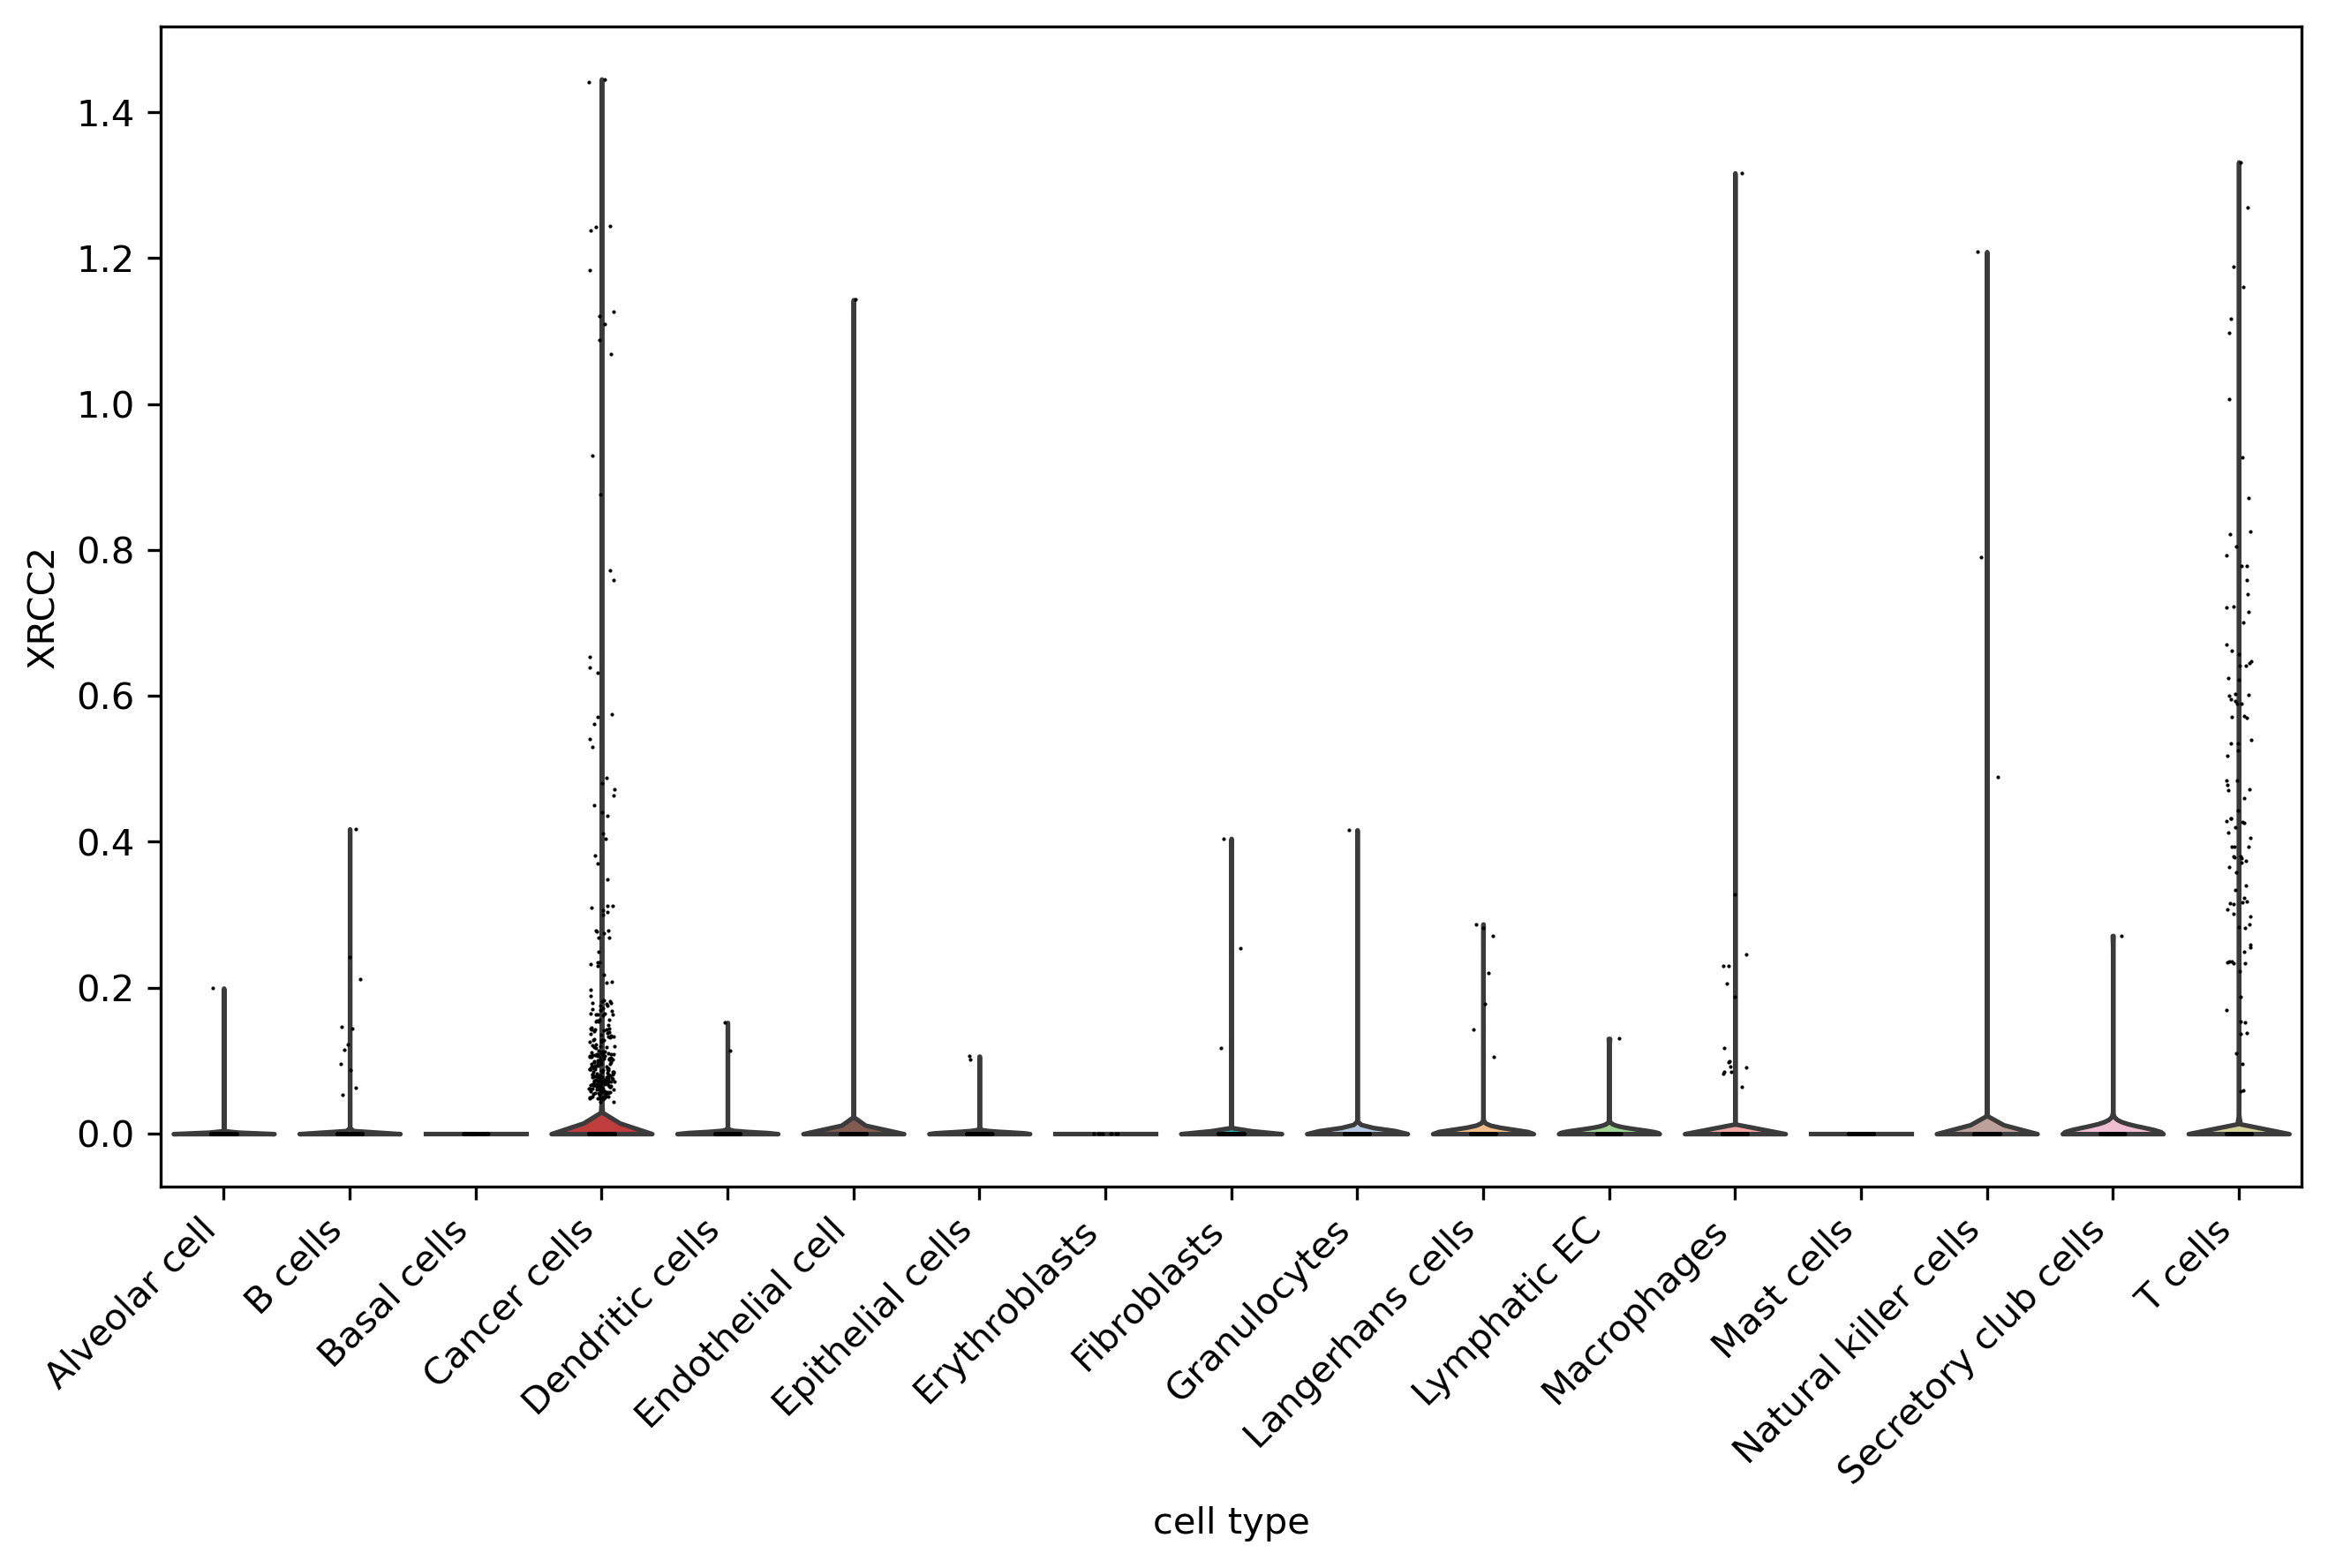 XRCC2
1.4
1.2
1.0
0.8
0.6
0.4
0.2
0.0
Alveolar cell
B cells
Basal cells
Cancer cells
Dendritic cells
Endothelial cell
Epithelial cells
Erythroblasts
Fibroblasts
Granulocytes
Langerhans cells
Lymphatic EC
Macrophages
Mast cells
Natural killer cells
Secretory club cells
T cells
cell type